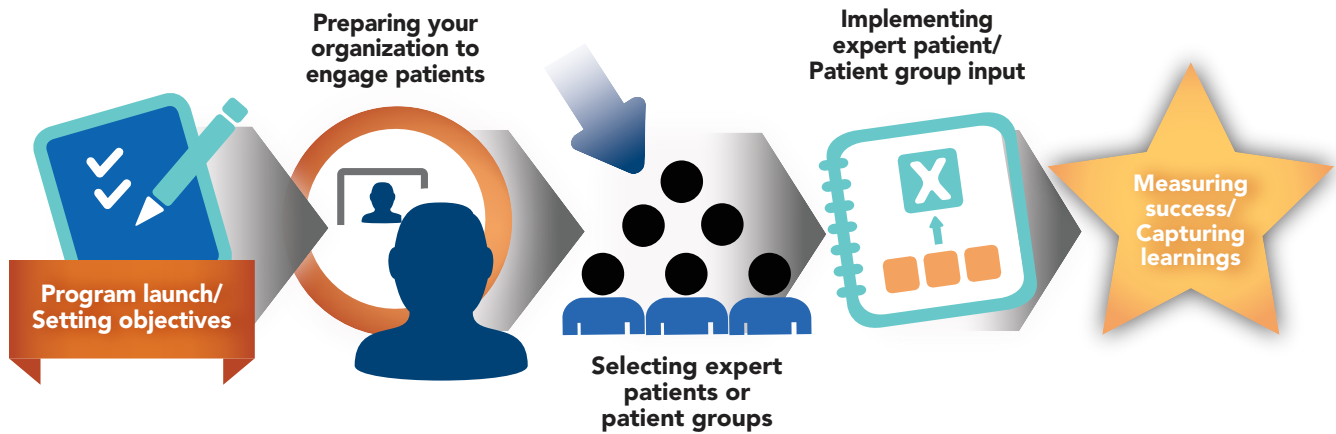 Program launch/
Setting objectives
Preparing your
organization to
engage patients
Selecting expert
patients or
patient groups
Implementing
expert patient/
Patient group input
X
Measuring
success/
Capturing
learnings